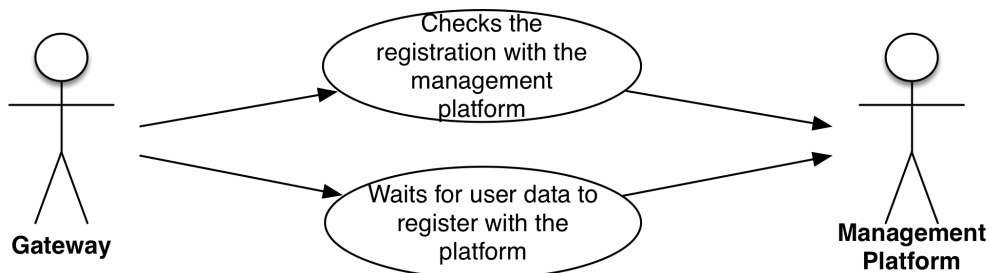 Checks the
registration with the
management
platform
Waits for user data to
register with the
platform
Gateway
Management
Platform